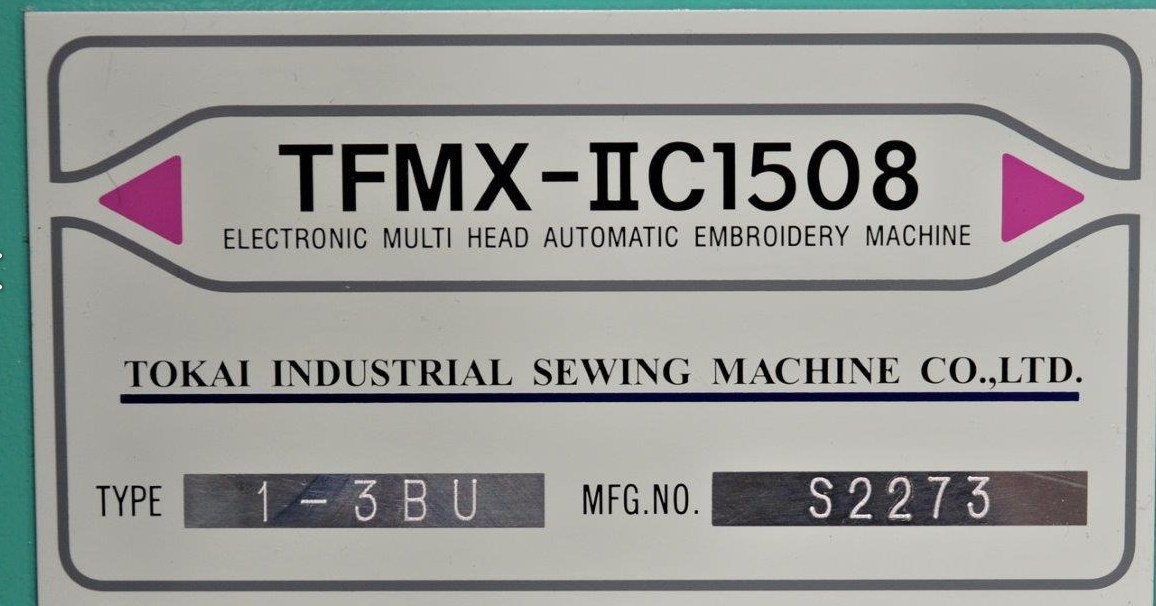 TFMX-IIC1508
ELECTRONIC MULTI HEAD AUTOMATIC EMBROIDERY MACHINE
TOKAI INDUSTRIAL SEWING MACHINE CO.,LTD.
TYPE 1-3BU MFG.NO. S2273